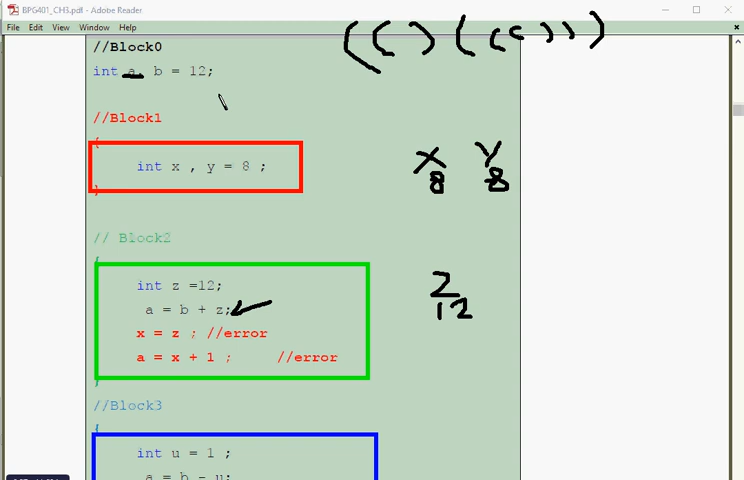 BPG401_CH3.pdf - Adobe Reader
File Edit View Window Help
//Block0
int a, b = 12;
//Block1
{
int x , y = 8 ;
}
X Y
8 8
// Block2
{
int z =12;
a = b + z;
x = z ; //error
a = x + 1 ; //error
}
Z
12
//Block3
{
int u = 1 ;
a = b - u;